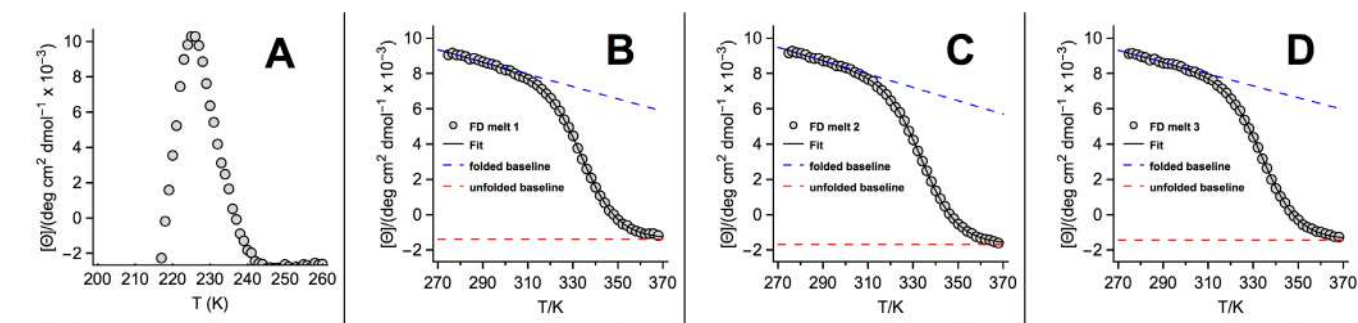 A
[Θ]/(deg cm² dmol⁻¹ x 10⁻³)
10
8
6
4
2
0
−2
200 210 220 230 240 250 260
T (K)
B
[Θ]/(deg cm² dmol⁻¹ x 10⁻³)
10
8
6
4
2
0
−2
FD melt 1
Fit
folded baseline
unfolded baseline
270 290 310 330 350 370
T/K
C
[Θ]/(deg cm² dmol⁻¹ x 10⁻³)
10
8
6
4
2
0
−2
FD melt 2
Fit
folded baseline
unfolded baseline
270 290 310 330 350 370
T/K
D
[Θ]/(deg cm² dmol⁻¹ x 10⁻³)
10
8
6
4
2
0
−2
FD melt 3
Fit
folded baseline
unfolded baseline
270 290 310 330 350 370
T/K